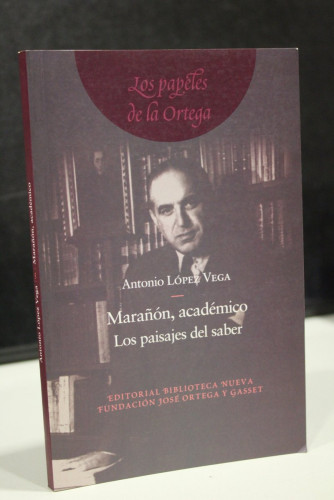 Los papeles
de la Ortega
Antonio López Vega
Marañón, académico
Los paisajes del saber
Editorial Biblioteca Nueva
Fundación José Ortega y Gasset
Antonio López Vega — Marañón, académico